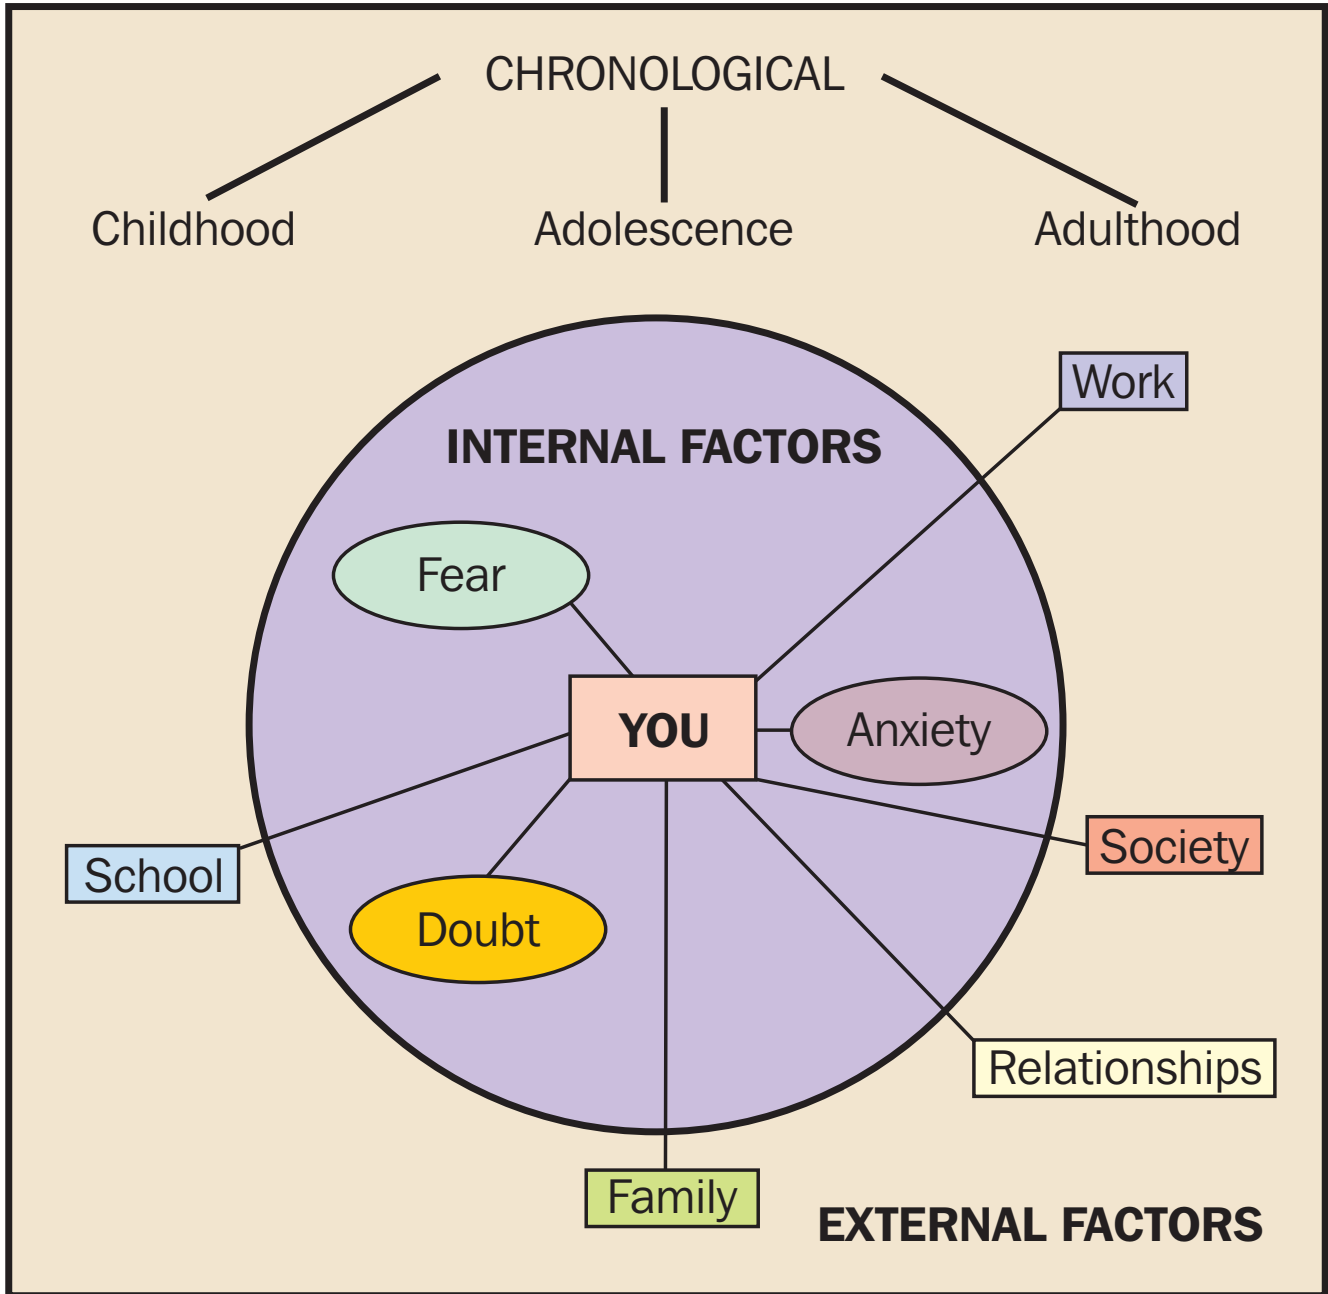 CHRONOLOGICAL
Childhood Adolescence Adulthood
Work
INTERNAL FACTORS
Fear
YOU
Anxiety
Society
School
Doubt
Relationships
Family
EXTERNAL FACTORS